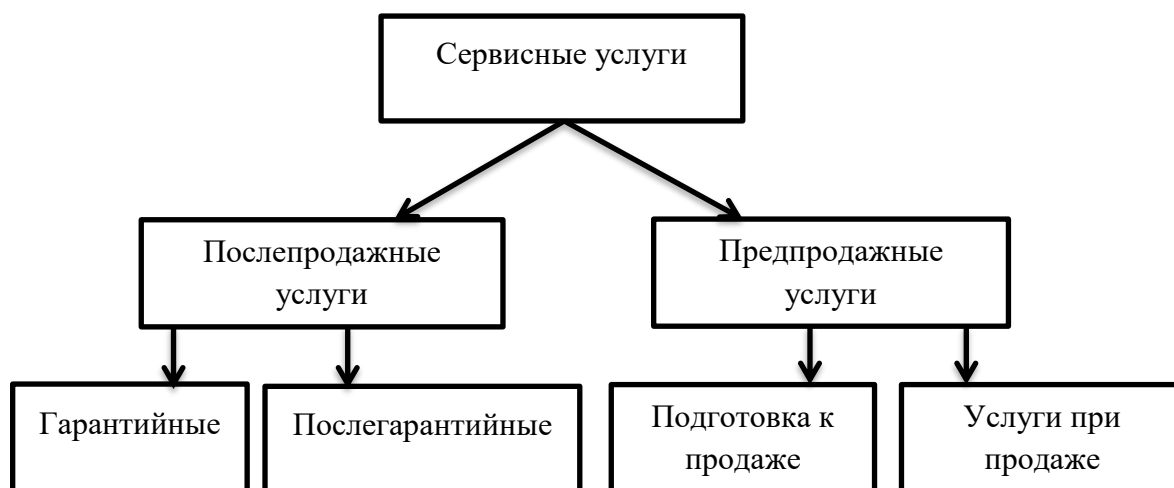 Сервисные услуги
Послепродажные
услуги
Предпродажные
услуги
Гарантийные
Послегарантийные
Подготовка к
продаже
Услуги при
продаже